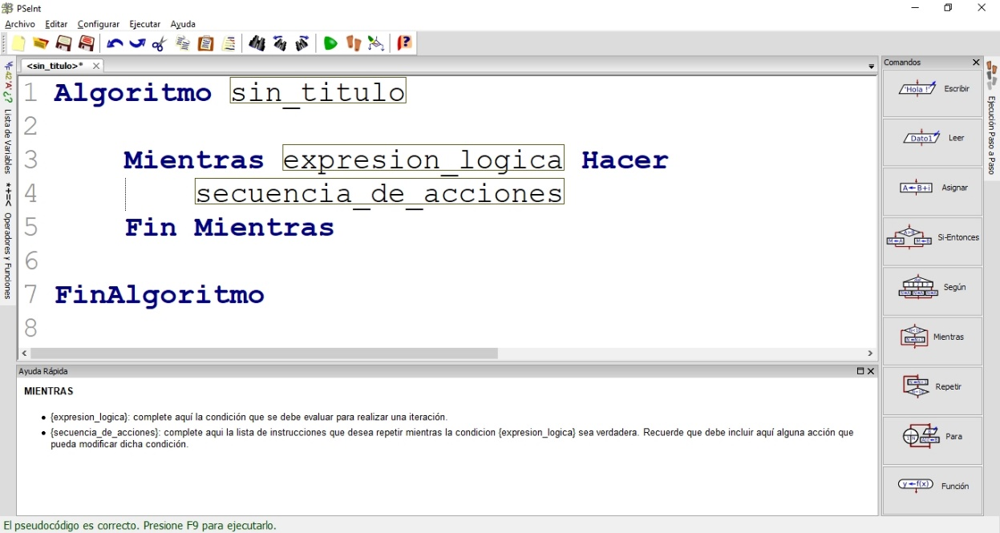 PSeInt
Archivo Editar Configurar Ejecutar Ayuda
<sin_titulo>*
1 Algoritmo sin_titulo
2
3 Mientras expresion_logica Hacer
4 secuencia_de_acciones
5 Fin Mientras
6
7 FinAlgoritmo
8
Lista de Variables
Operadores y Funciones
Comandos
'Hola !' Escribir
Dato1 Leer
A←B+i Asignar
Si-Entonces
Según
Mientras
Repetir
Para
y←f(x) Función
Ejecución Paso a Paso
Ayuda Rápida
MIENTRAS
• {expresion_logica}: complete aquí la condición que se debe evaluar para realizar una iteración.
• {secuencia_de_acciones}: complete aqui la lista de instrucciones que desea repetir mientras la condicion {expresion_logica} sea verdadera. Recuerde que debe incluir aquí alguna acción que
pueda modificar dicha condición.
El pseudocódigo es correcto. Presione F9 para ejecutarlo.